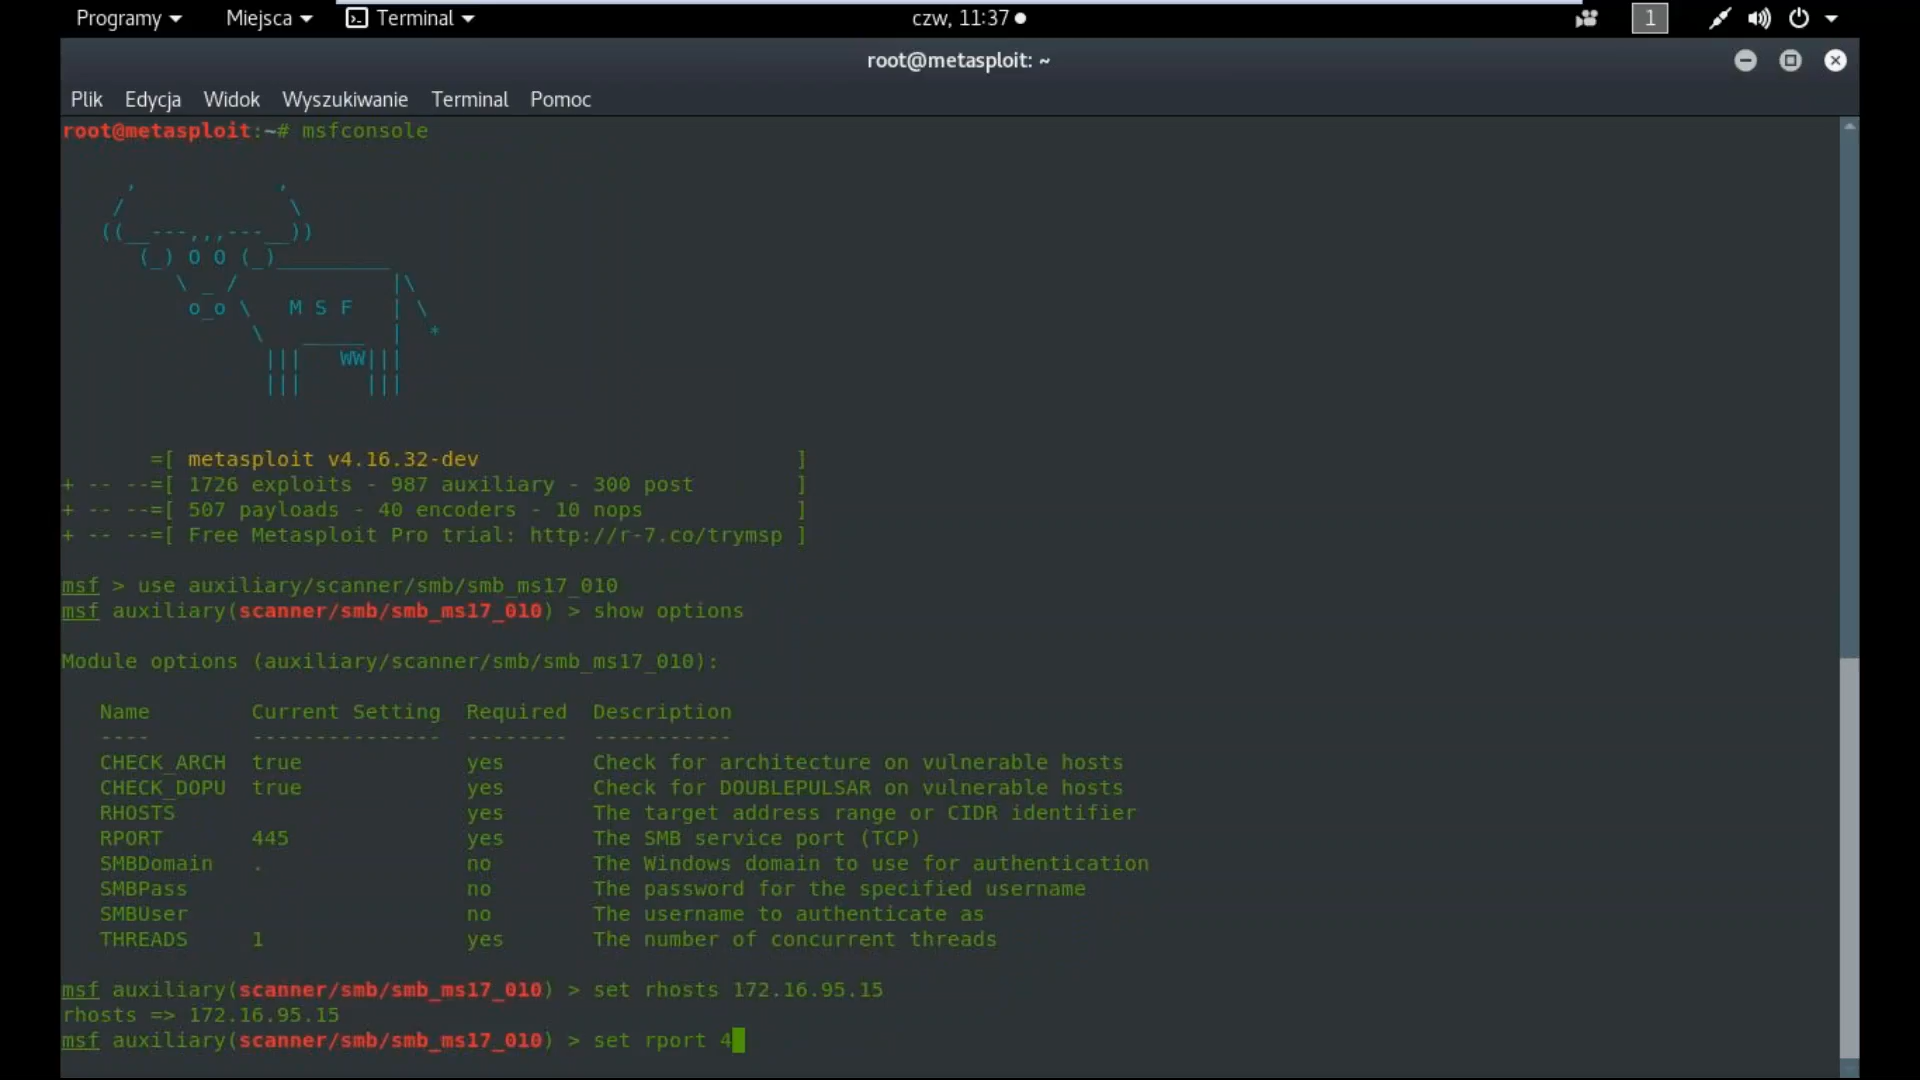 Programy Miejsca Terminal czw, 11:37 1
root@metasploit: ~
Plik Edycja Widok Wyszukiwanie Terminal Pomoc
root@metasploit:~# msfconsole
M S F
=[ metasploit v4.16.32-dev ]
+ -- --=[ 1726 exploits - 987 auxiliary - 300 post ]
+ -- --=[ 507 payloads - 40 encoders - 10 nops ]
+ -- --=[ Free Metasploit Pro trial: http://r-7.co/trymsp ]
msf > use auxiliary/scanner/smb/smb_ms17_010
msf auxiliary(scanner/smb/smb_ms17_010) > show options
Module options (auxiliary/scanner/smb/smb_ms17_010):
Name Current Setting Required Description
---- --------------- -------- -----------
CHECK_ARCH true yes Check for architecture on vulnerable hosts
CHECK_DOPU true yes Check for DOUBLEPULSAR on vulnerable hosts
RHOSTS yes The target address range or CIDR identifier
RPORT 445 yes The SMB service port (TCP)
SMBDomain . no The Windows domain to use for authentication
SMBPass no The password for the specified username
SMBUser no The username to authenticate as
THREADS 1 yes The number of concurrent threads
msf auxiliary(scanner/smb/smb_ms17_010) > set rhosts 172.16.95.15
rhosts => 172.16.95.15
msf auxiliary(scanner/smb/smb_ms17_010) > set rport 4